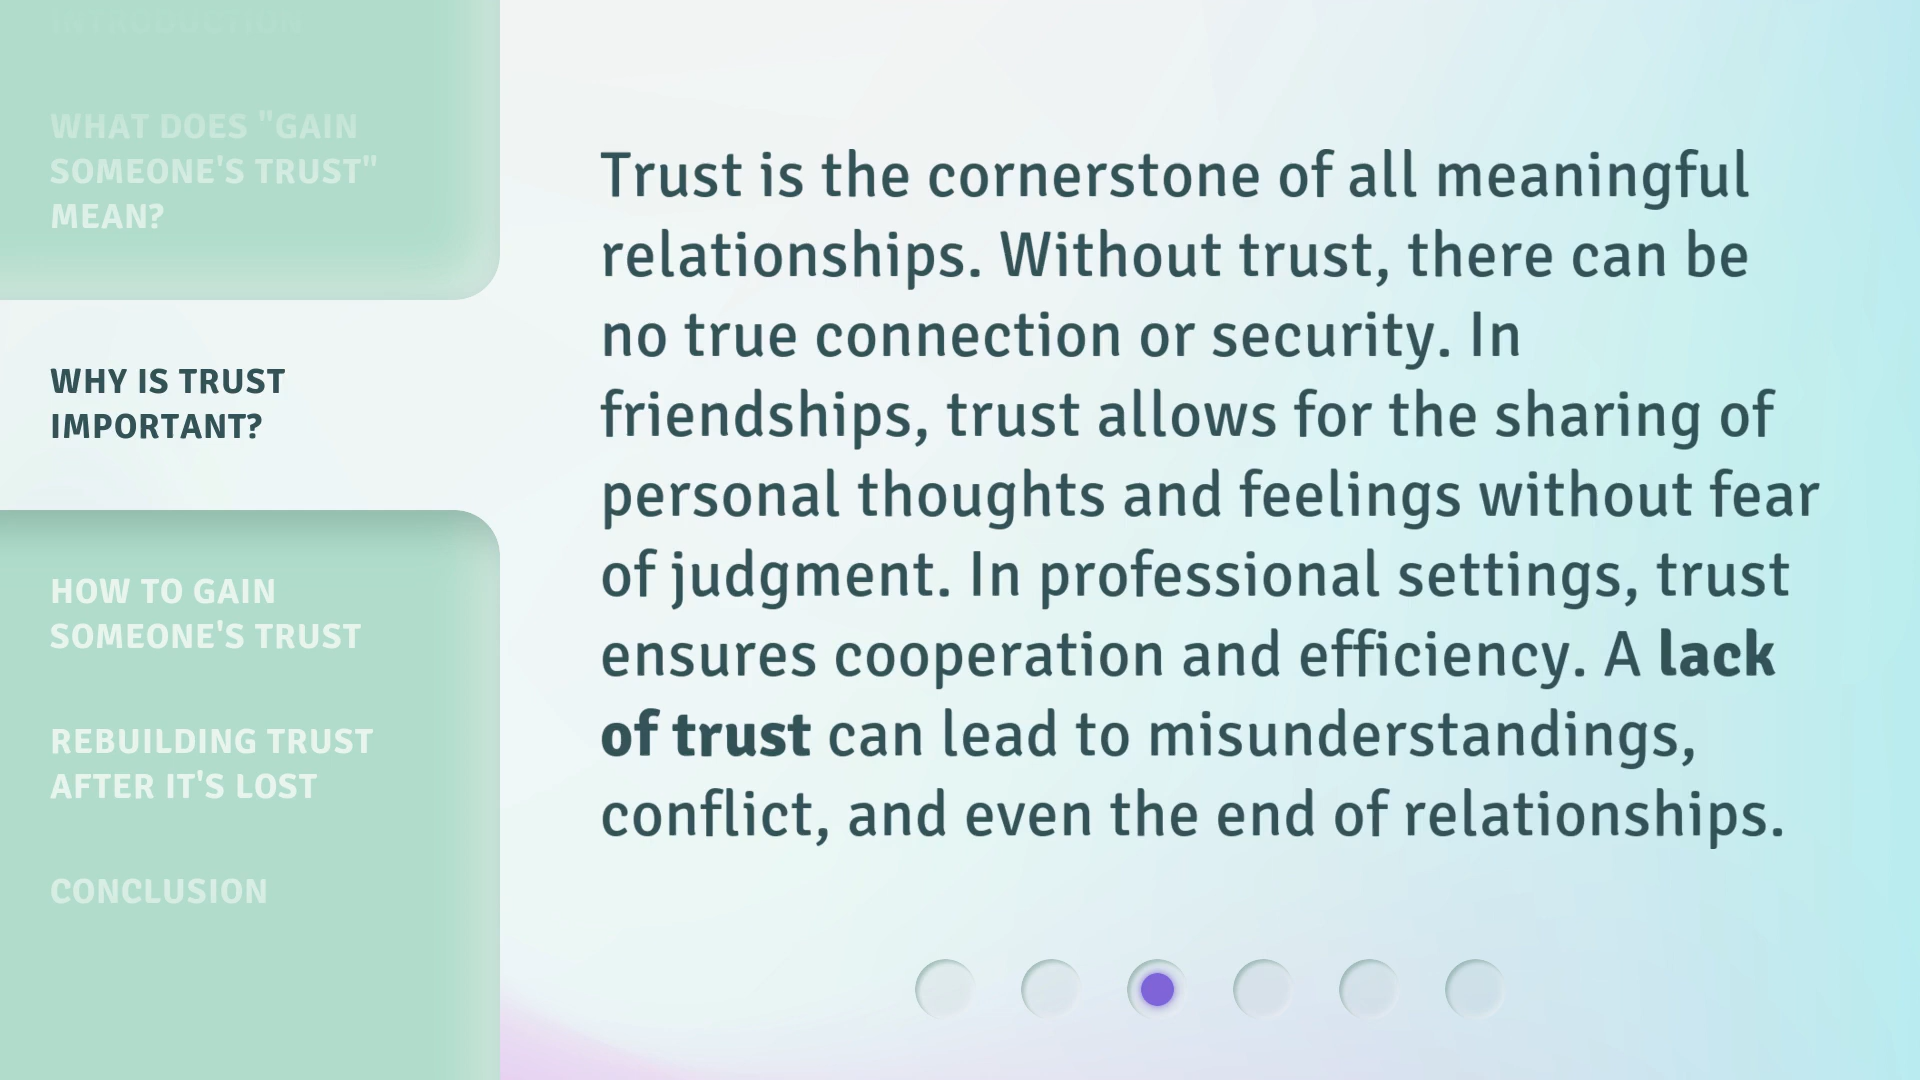 INTRODUCTION
WHAT DOES "GAIN
SOMEONE'S TRUST"
MEAN?
WHY IS TRUST
IMPORTANT?
HOW TO GAIN
SOMEONE'S TRUST
REBUILDING TRUST
AFTER IT'S LOST
CONCLUSION
Trust is the cornerstone of all meaningful
relationships. Without trust, there can be
no true connection or security. In
friendships, trust allows for the sharing of
personal thoughts and feelings without fear
of judgment. In professional settings, trust
ensures cooperation and efficiency. A lack
of trust can lead to misunderstandings,
conflict, and even the end of relationships.